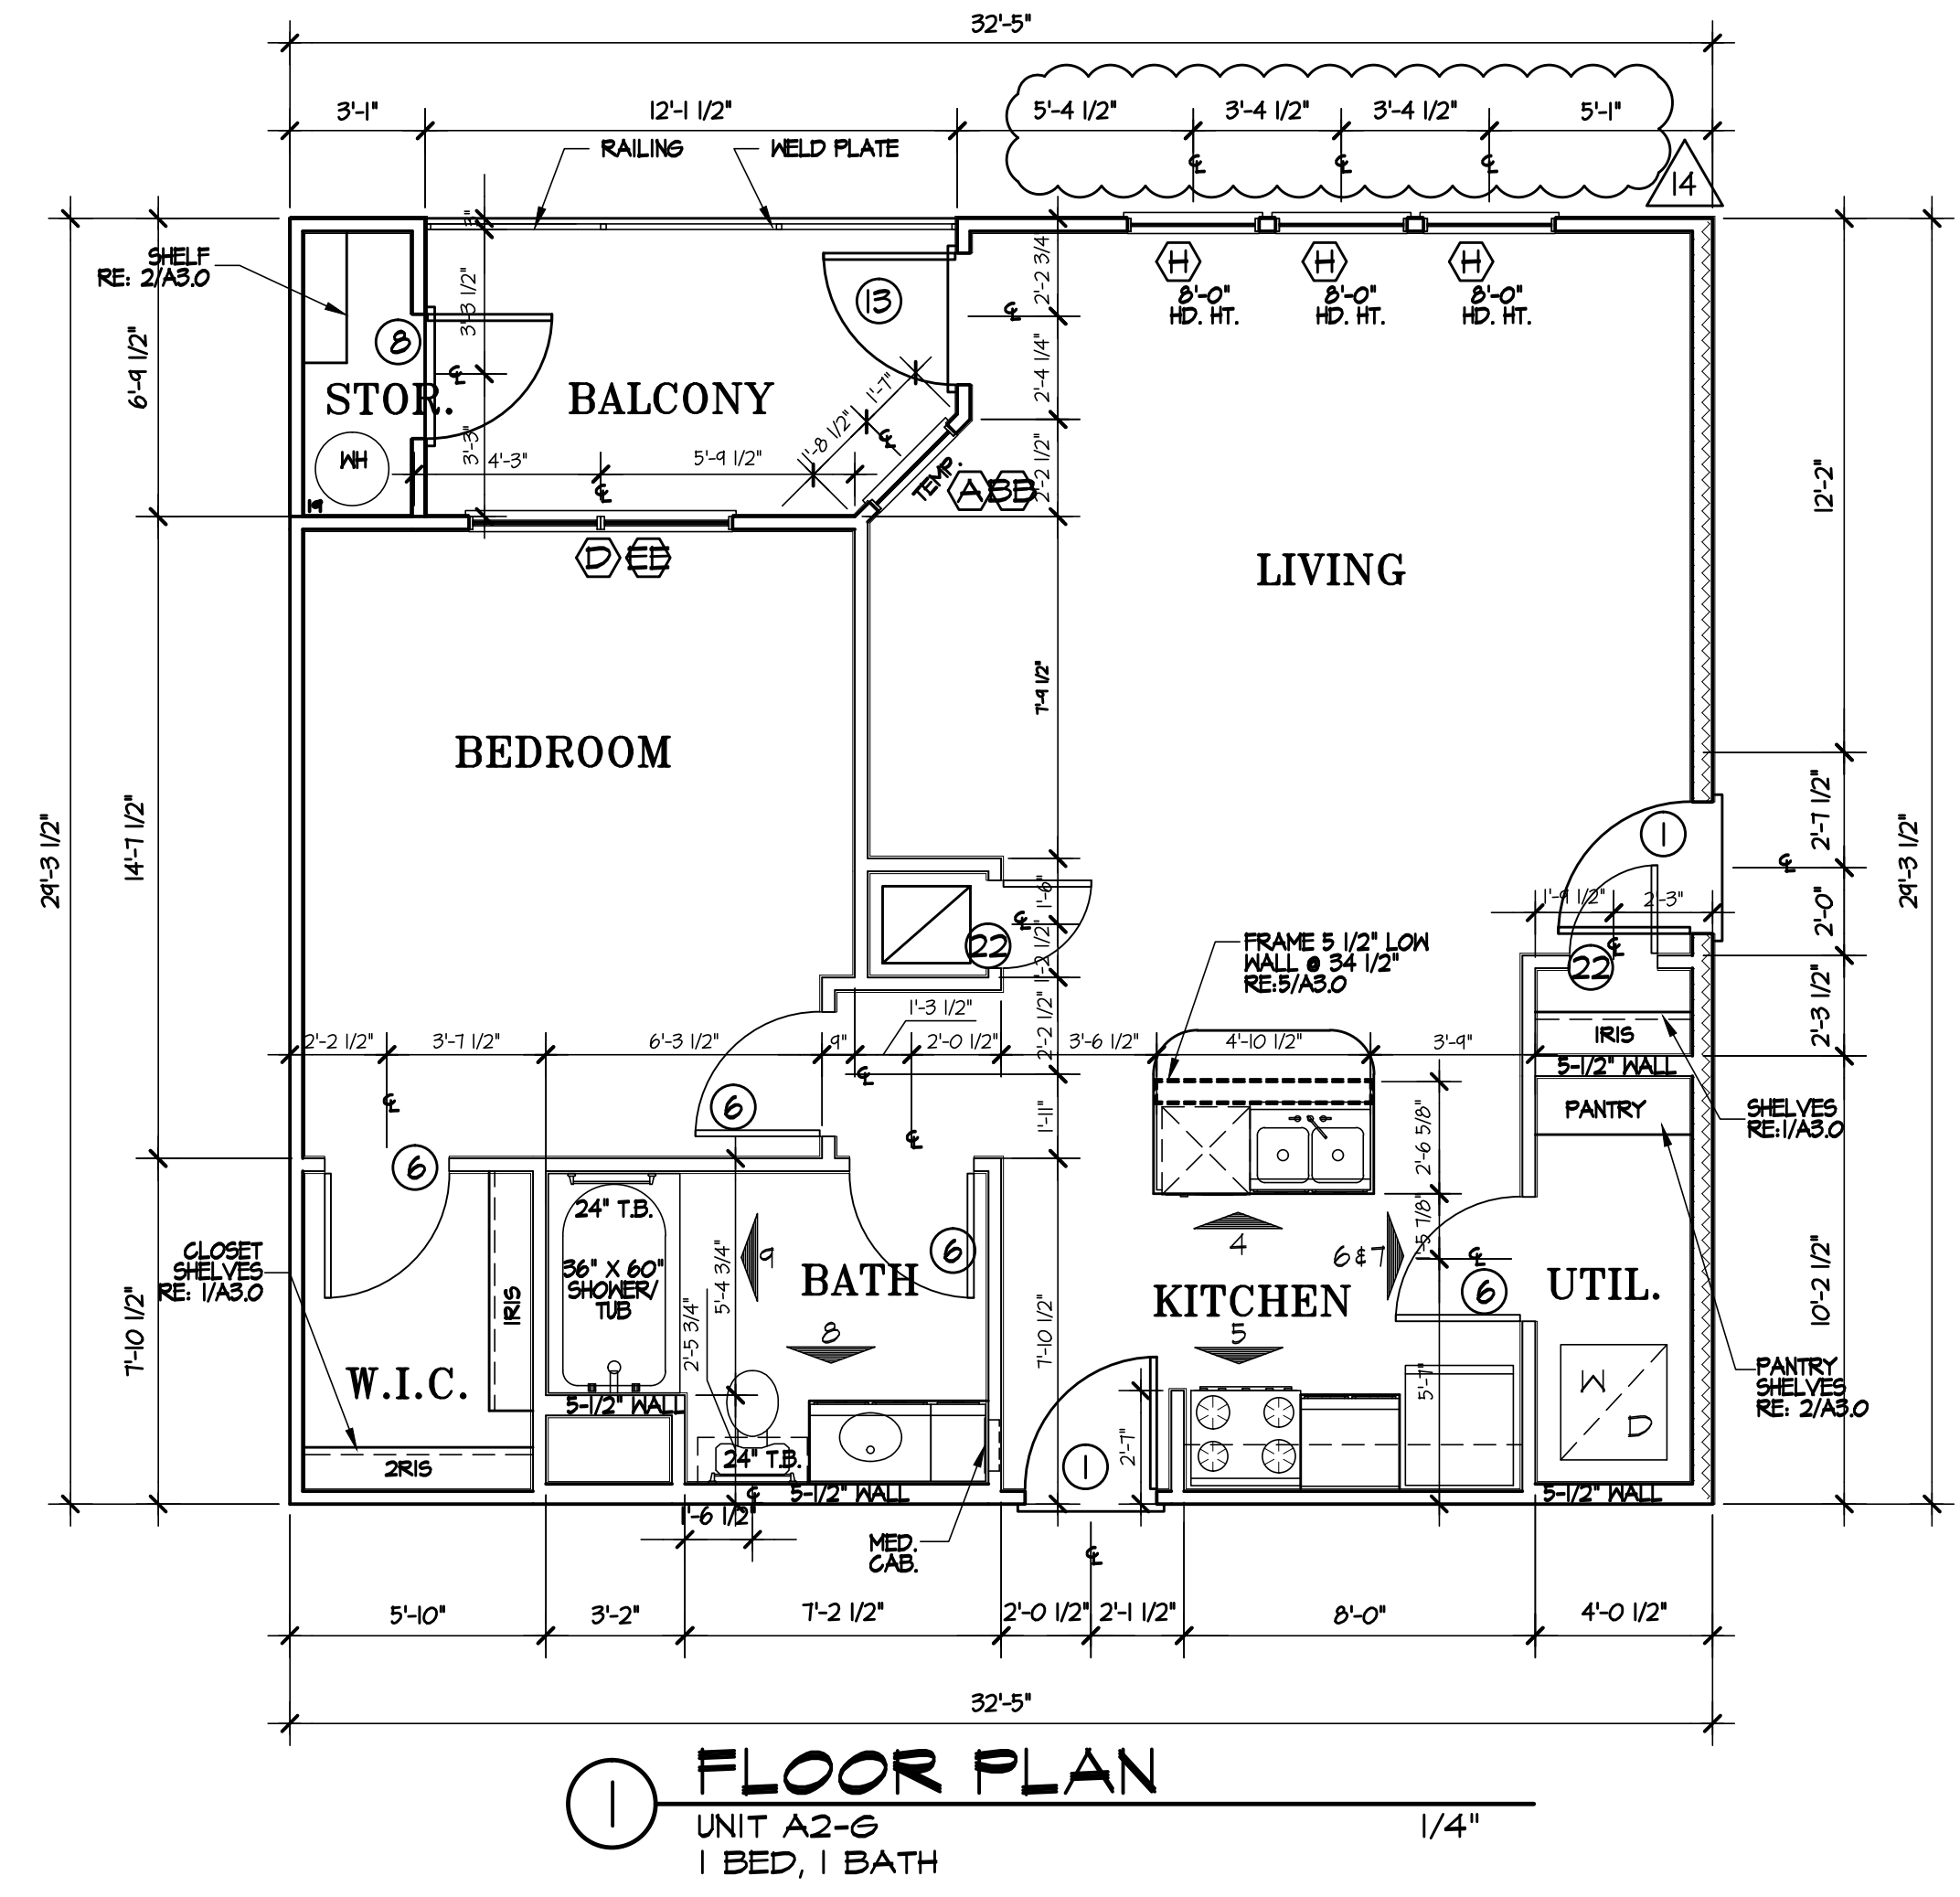 32'-5"
3'-1"
12'-1 1/2"
5'-4 1/2"
3'-4 1/2"
3'-4 1/2"
5'-1"
RAILING
WELD PLATE
℄
℄
℄
14
SHELF
RE: 2/A3.0
3"
3'-3 1/2"
3'-3"
8
13
2'-2 3/4"
2'-4 1/4"
2'-2 1/2"
℄
H
H
H
8'-0"
HD. HT.
8'-0"
HD. HT.
8'-0"
HD. HT.
6'-9 1/2"
STOR.
BALCONY
℄
1'-7"
1'-8 1/2"
℄
WH
19
4'-3"
5'-9 1/2"
℄
TEMP.
A
BB
D
EE
12'-2"
LIVING
BEDROOM
7'-9 1/2"
29'-3 1/2"
14'-7 1/2"
1
2'-7 1/2"
℄
29'-3 1/2"
1'-6"
℄
22
1'-2 1/2"
1'-9 1/2"
2'-3"
℄
22
2'-0"
FRAME 5 1/2" LOW
WALL @ 34 1/2"
RE:5/A3.0
1'-3 1/2"
2'-2 1/2"
2'-2 1/2"
3'-7 1/2"
6'-3 1/2"
9"
2'-0 1/2"
3'-6 1/2"
4'-10 1/2"
3'-9"
1R1S
2'-3 1/2"
5-1/2" WALL
℄
℄
℄
6
1'-11"
PANTRY
SHELVES
RE:1/A3.0
2'-6 5/8"
6
24" T.B.
36" X 60"
SHOWER/
TUB
9
6
4
6&7
℄
6
CLOSET
SHELVES
RE: 1/A3.0
1R1S
5'-4 3/4"
2'-5 3/4"
BATH
8
KITCHEN
5
UTIL.
7'-10 1/2"
7'-10 1/2"
10'-2 1/2"
W.I.C.
5-1/2" WALL
5'-7"
W
D
PANTRY
SHELVES
RE: 2/A3.0
2R1S
24" T.B.
2'-7"
1
5-1/2" WALL
5-1/2" WALL
℄
1'-6 1/2"
MED.
CAB.
℄
5'-10"
3'-2"
7'-2 1/2"
2'-0 1/2"
2'-1 1/2"
8'-0"
4'-0 1/2"
32'-5"
1
FLOOR PLAN
UNIT A2-G
1/4"
1 BED, 1 BATH